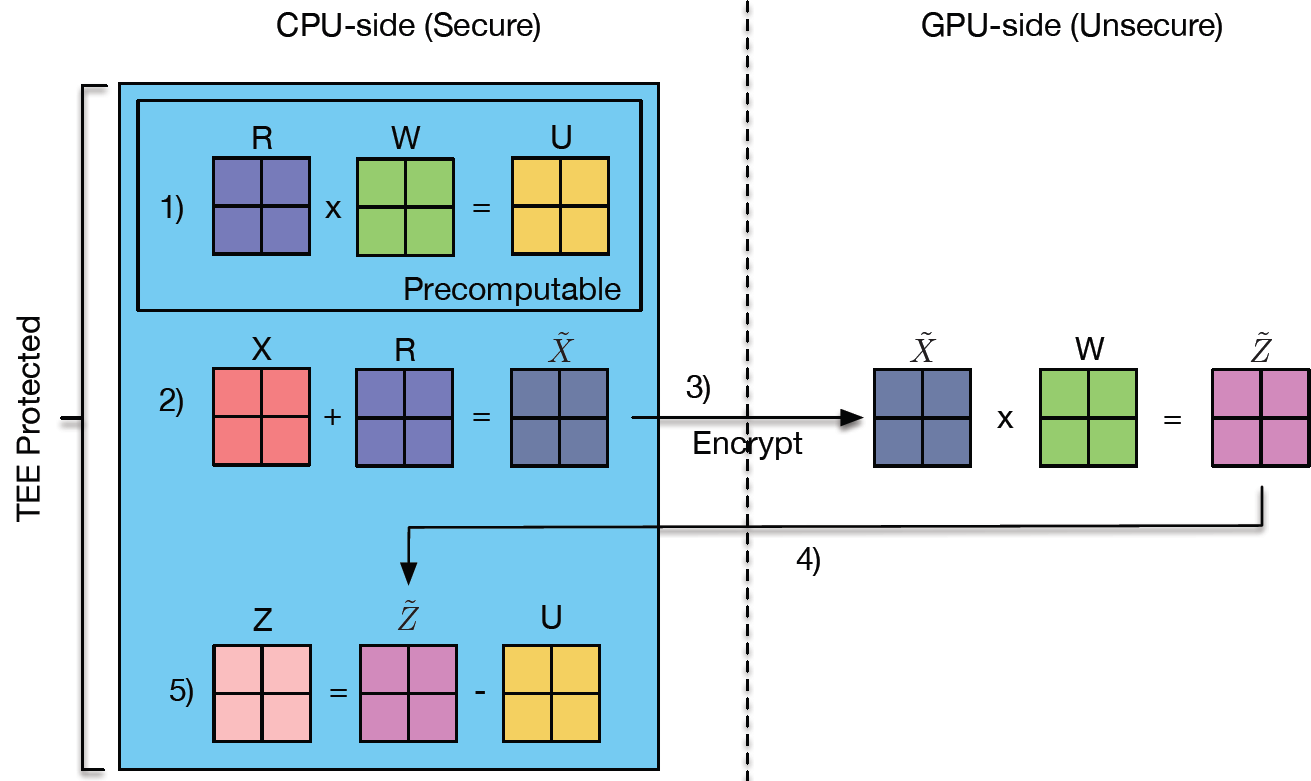 CPU-side (Secure)
GPU-side (Unsecure)
TEE Protected
R W U
1) x =
Precomputable
X R X̃
2) + =
3)
Encrypt
X̃ W Z̃
x =
4)
Z Z̃ U
5) = -